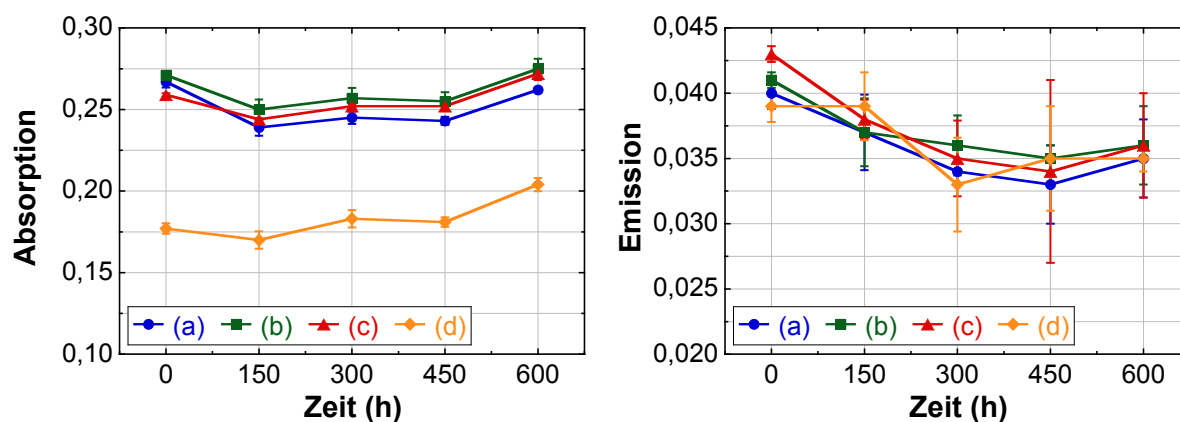 0,30
0,25
0,20
0,15
0,10
Absorption
(a) (b) (c) (d)
0 150 300 450 600
Zeit (h)
0,045
0,040
0,035
0,030
0,025
0,020
Emission
(a) (b) (c) (d)
0 150 300 450 600
Zeit (h)